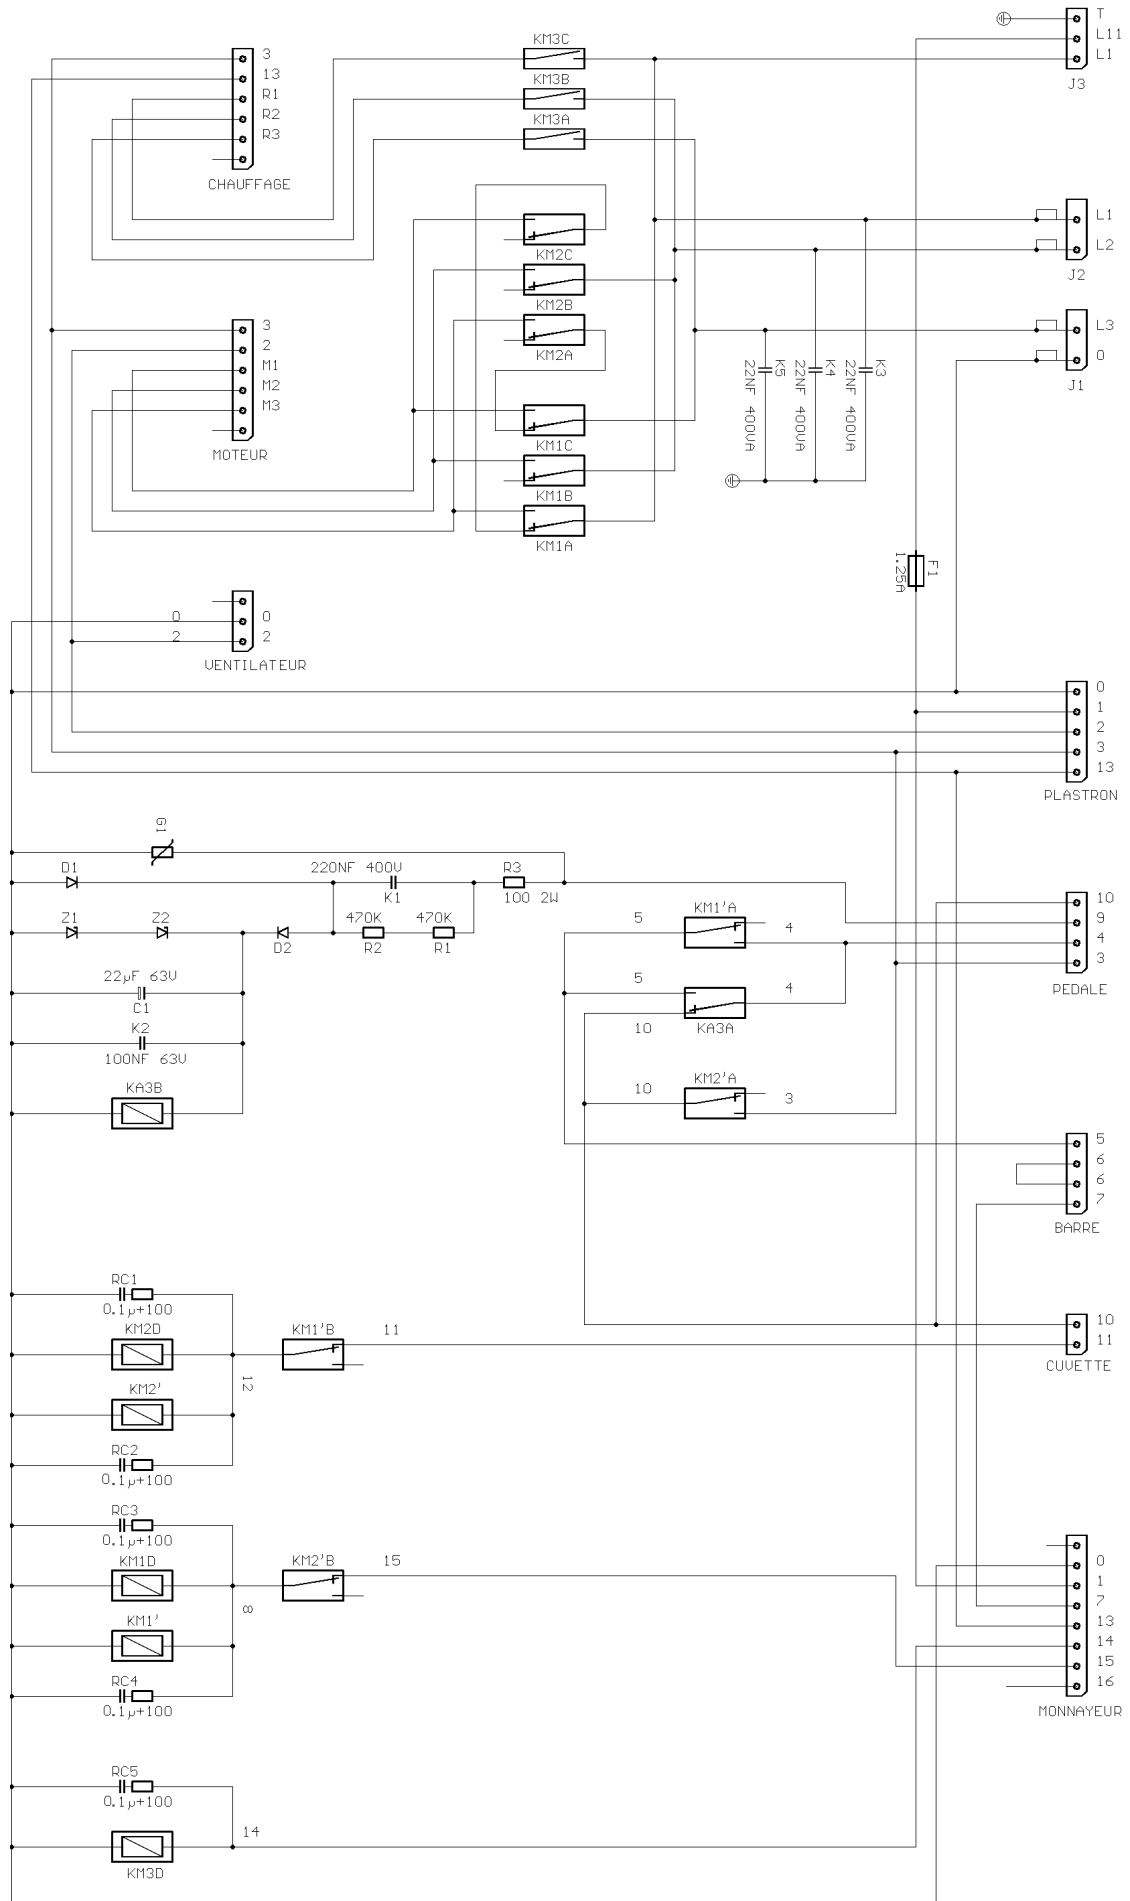 T
L11
L1
J3
KM3C
KM3B
KM3A
3
13
R1
R2
R3
CHAUFFAGE
KM2C
KM2B
KM2A
KM1C
KM1B
KM1A
L1
L2
J2
L3
0
J1
K5
22NF 400VA
K4
22NF 400VA
K3
22NF 400VA
3
2
M1
M2
M3
MOTEUR
F1
1.25A
0
2
0
2
VENTILATEUR
0
1
2
3
13
PLASTRON
G1
D1
220NF 400V
K1
R3
100 2W
Z1
Z2
D2
470K
R2
470K
R1
22µF 63V
C1
K2
100NF 63V
KA3B
5
KM1'A
4
5
4
10
KA3A
10
KM2'A
3
10
9
4
3
PEDALE
5
6
6
7
BARRE
RC1
0.1µ+100
KM2D
KM1'B
11
12
KM2'
RC2
0.1µ+100
10
11
CUVETTE
RC3
0.1µ+100
KM1D
KM2'B
15
8
KM1'
RC4
0.1µ+100
0
1
7
13
14
15
16
MONNAYEUR
RC5
0.1µ+100
14
KM3D